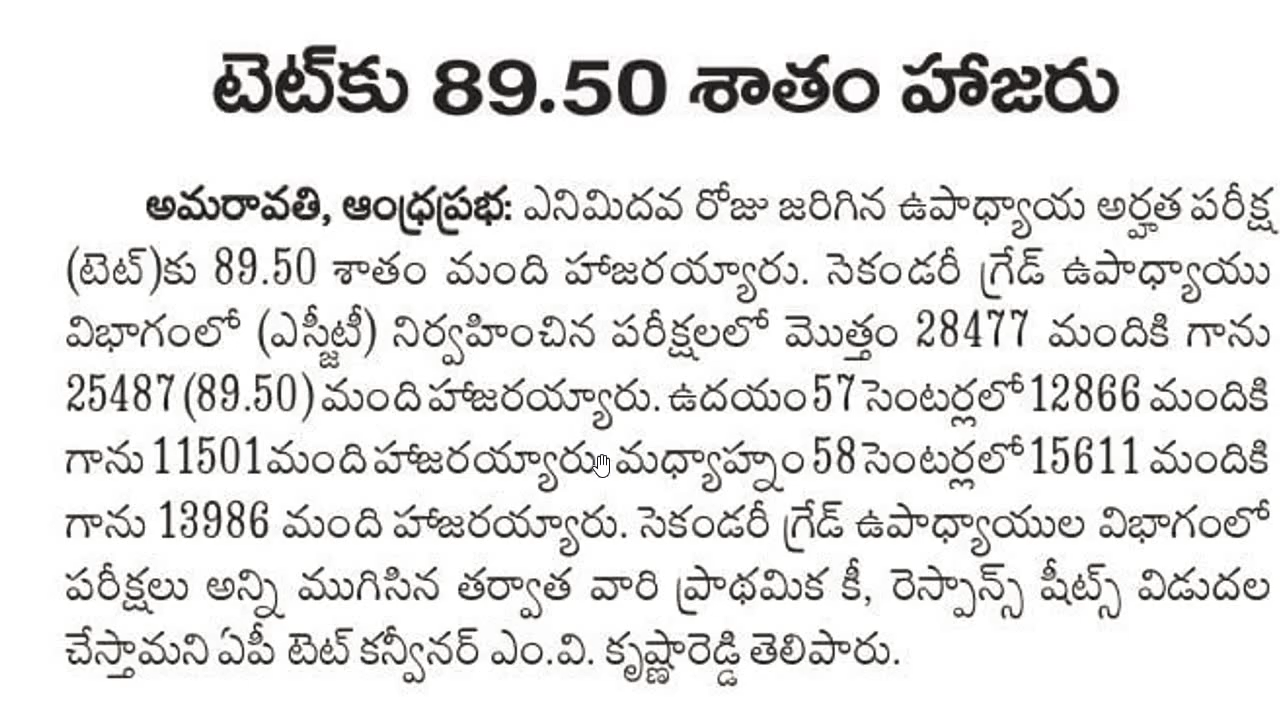 టెట్‌కు 89.50 శాతం హాజరు
అమరావతి, ఆంధ్రప్రభ: ఎనిమిదవ రోజు జరిగిన ఉపాధ్యాయ అర్హత పరీక్ష
(టెట్)కు 89.50 శాతం మంది హాజరయ్యారు. సెకండరీ గ్రేడ్ ఉపాధ్యాయు
విభాగంలో (ఎస్జీటీ) నిర్వహించిన పరీక్షలలో మొత్తం 28477 మందికి గాను
25487 (89.50) మంది హాజరయ్యారు. ఉదయం 57 సెంటర్లలో 12866 మందికి
గాను 11501 మంది హాజరయ్యారు. మధ్యాహ్నం 58 సెంటర్లలో 15611 మందికి
గాను 13986 మంది హాజరయ్యారు. సెకండరీ గ్రేడ్ ఉపాధ్యాయుల విభాగంలో
పరీక్షలు అన్ని ముగిసిన తర్వాత వారి ప్రాథమిక కీ, రెస్పాన్స్ షీట్స్ విడుదల
చేస్తామని ఏపీ టెట్ కన్వీనర్ ఎం.వి. కృష్ణారెడ్డి తెలిపారు.